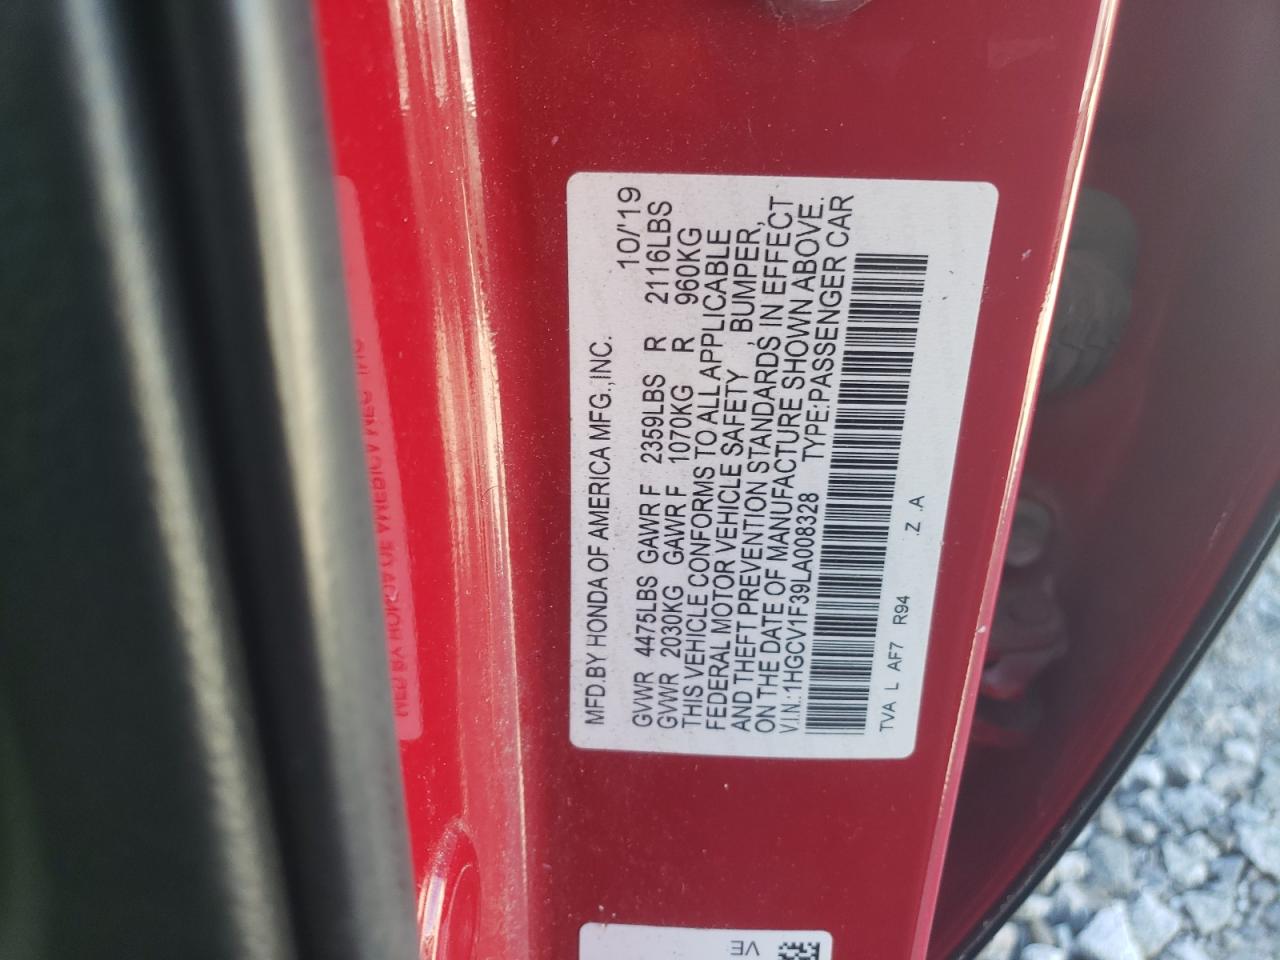 MFD.BY HONDA OF AMERICA MFG.,INC. 10/'19
GVWR 4475LBS GAWR F 2359LBS R 2116LBS
GVWR 2030KG GAWR F 1070KG R 960KG
THIS VEHICLE CONFORMS TO ALL APPLICABLE
FEDERAL MOTOR VEHICLE SAFETY , BUMPER,
AND THEFT PREVENTION STANDARDS IN EFFECT
ON THE DATE OF MANUFACTURE SHOWN ABOVE.
V.I.N.:1HGCV1F39LA008328 TYPE:PASSENGER CAR
TVA L AF7 R94 .Z .A
VE